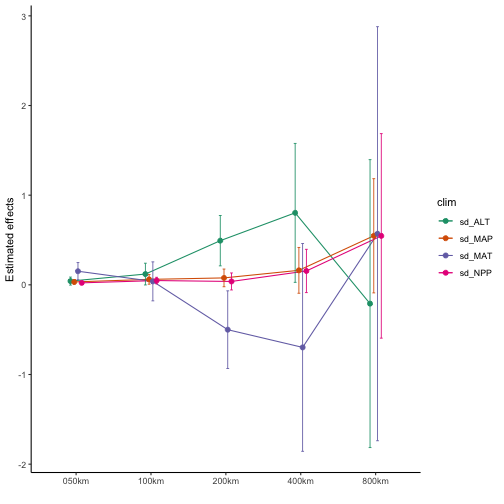 3
2
1
0
-1
-2
Estimated effects
050km 100km 200km 400km 800km
clim
sd_ALT
sd_MAP
sd_MAT
sd_NPP